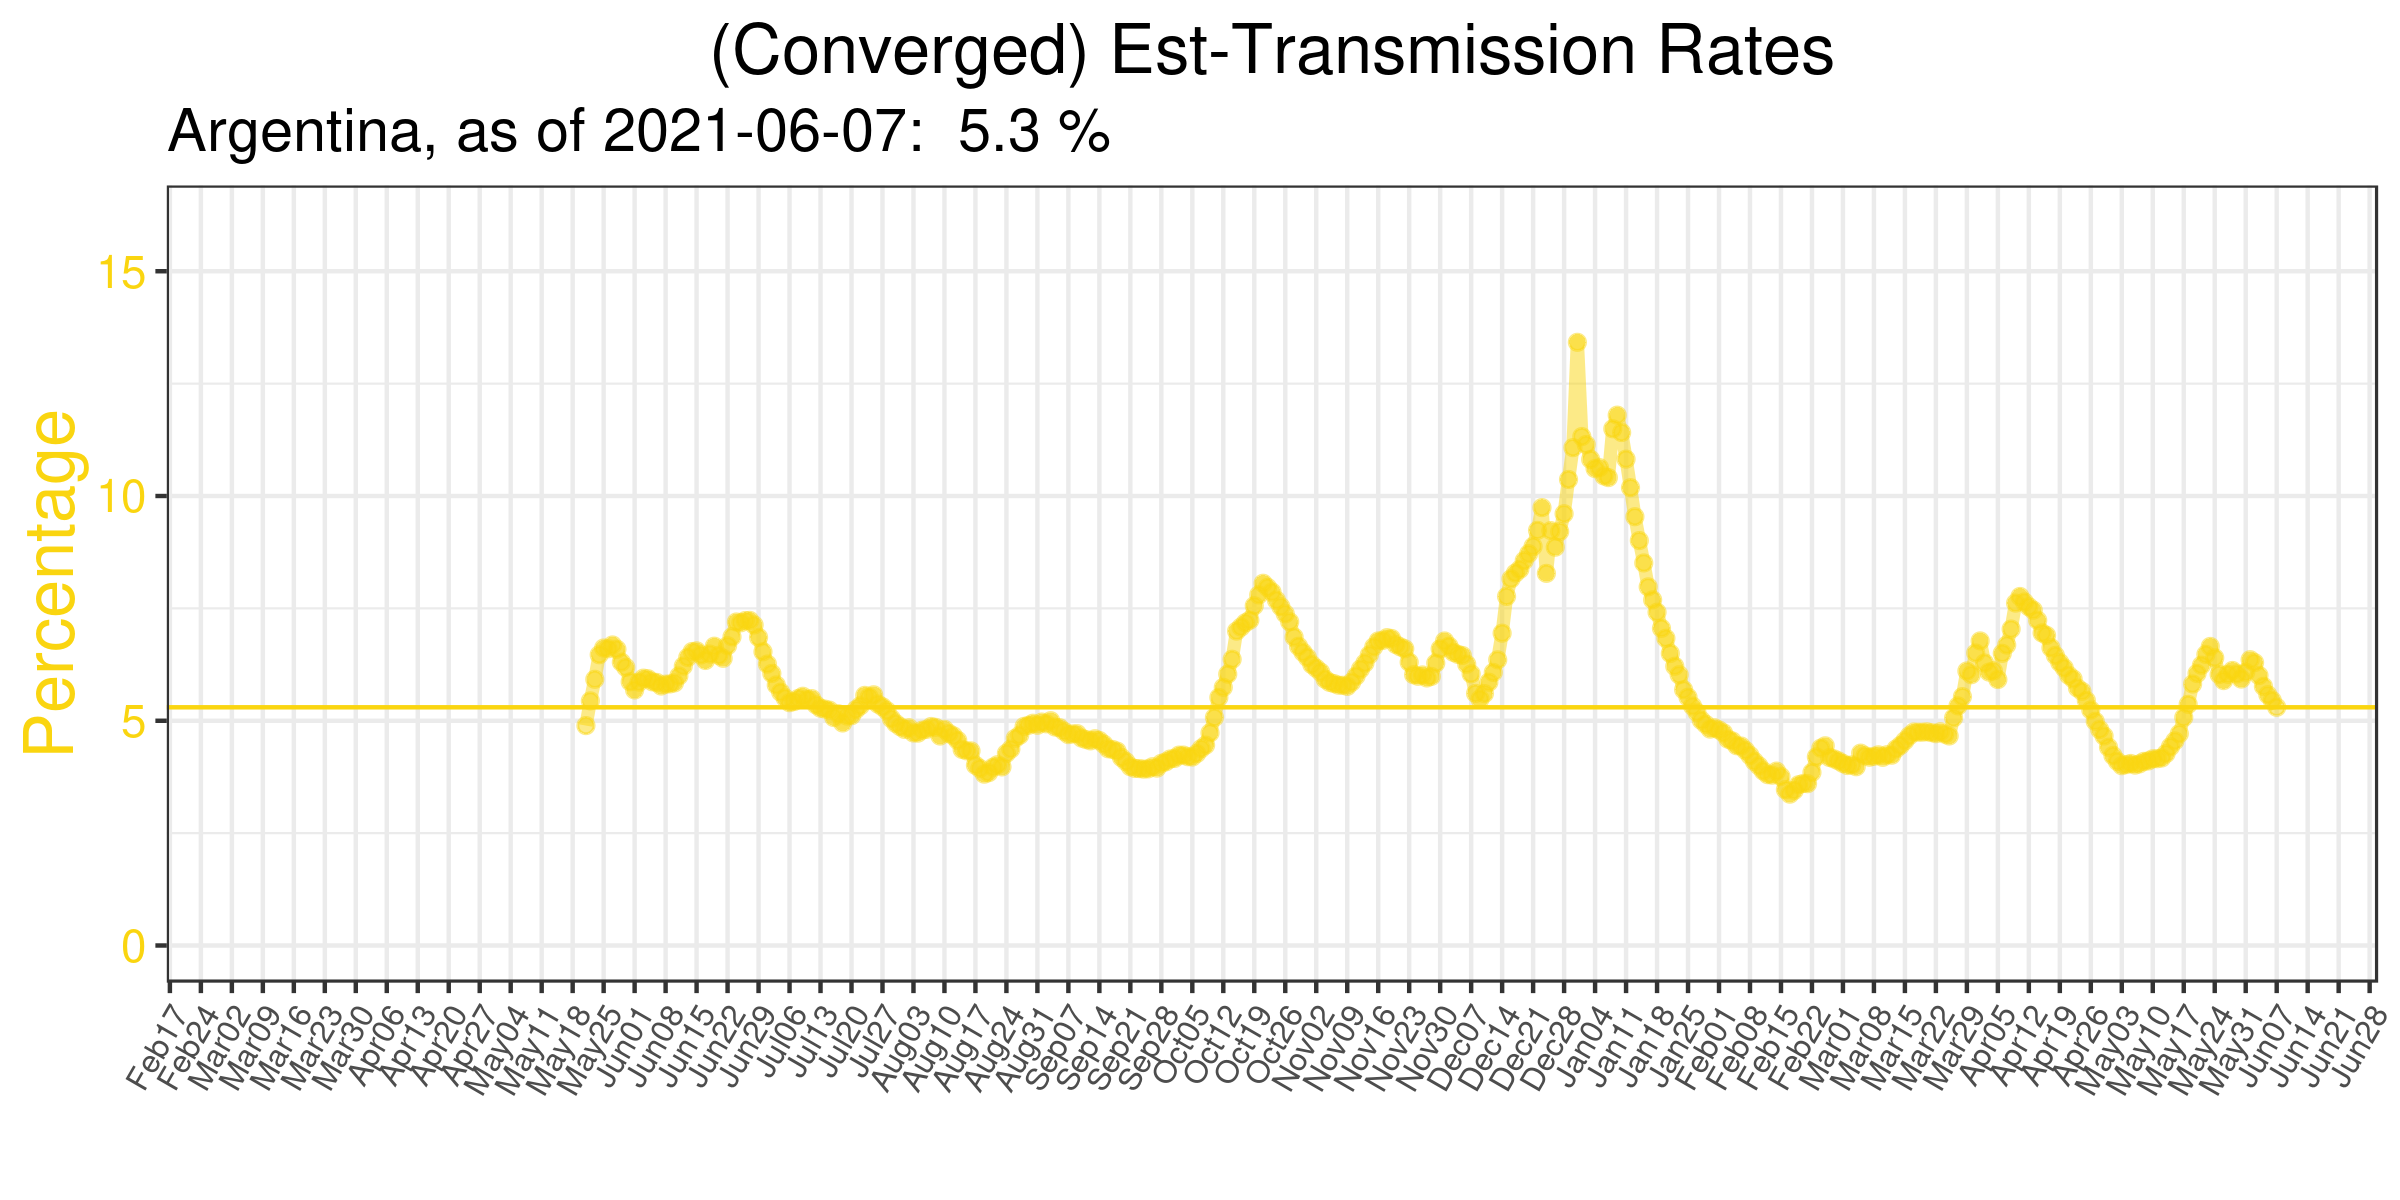 (Converged) Est-Transmission Rates
Argentina, as of 2021-06-07:  5.3 %
Percentage
15
10
5
0
Feb17
Feb24
Mar02
Mar09
Mar16
Mar23
Mar30
Apr06
Apr13
Apr20
Apr27
May04
May11
May18
May25
Jun01
Jun08
Jun15
Jun22
Jun29
Jul06
Jul13
Jul20
Jul27
Aug03
Aug10
Aug17
Aug24
Aug31
Sep07
Sep14
Sep21
Sep28
Oct05
Oct12
Oct19
Oct26
Nov02
Nov09
Nov16
Nov23
Nov30
Dec07
Dec14
Dec21
Dec28
Jan04
Jan11
Jan18
Jan25
Feb01
Feb08
Feb15
Feb22
Mar01
Mar08
Mar15
Mar22
Mar29
Apr05
Apr12
Apr19
Apr26
May03
May10
May17
May24
May31
Jun07
Jun14
Jun21
Jun28